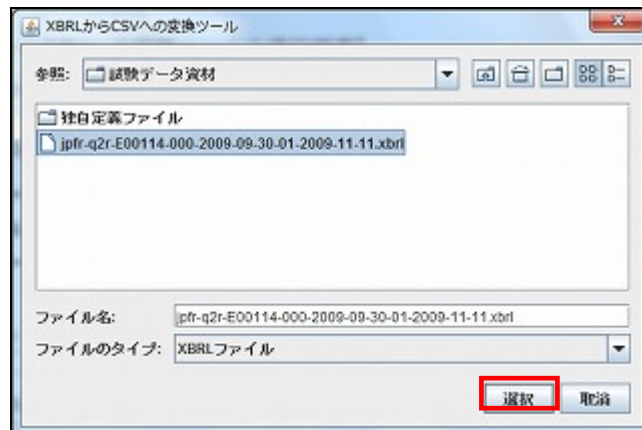 XBRLからCSVへの変換ツール
参照: 試験データ資材
独自定義ファイル
jpfr-q2r-E00114-000-2009-09-30-01-2009-11-11.xbrl
ファイル名: jpfr-q2r-E00114-000-2009-09-30-01-2009-11-11.xbrl
ファイルのタイプ: XBRLファイル
選択 取消